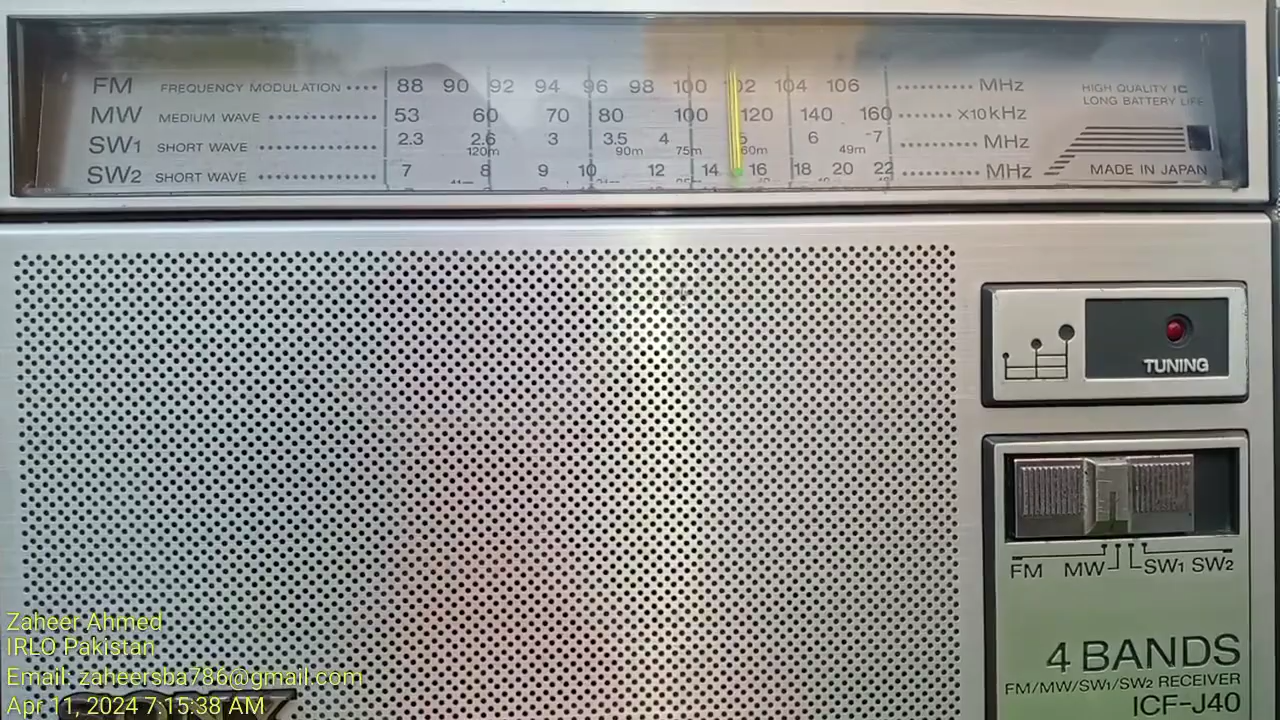 FM FREQUENCY MODULATION •••• 88 90 92 94 96 98 100 102 104 106 •••••••••• MHz
MW MEDIUM WAVE •••••••••••••••• 53 60 70 80 100 120 140 160 ••••••• x10kHz
SW1 SHORT WAVE •••••••••••••••••• 2.3 2.6 3 3.5 4 5 6 7 •••••••••• MHz
120m 90m 75m 60m 49m
SW2 SHORT WAVE •••••••••••••••••• 7 8 9 10 12 14 16 18 20 22 •••••••••• MHz
HIGH QUALITY IC
LONG BATTERY LIFE
MADE IN JAPAN
TUNING
FM MW SW1 SW2
4 BANDS
FM/MW/SW1/SW2 RECEIVER
ICF-J40
Zaheer Ahmed
IRLO Pakistan
Email: zaheersba786@gmail.com
Apr 11, 2024 7:15:38 AM